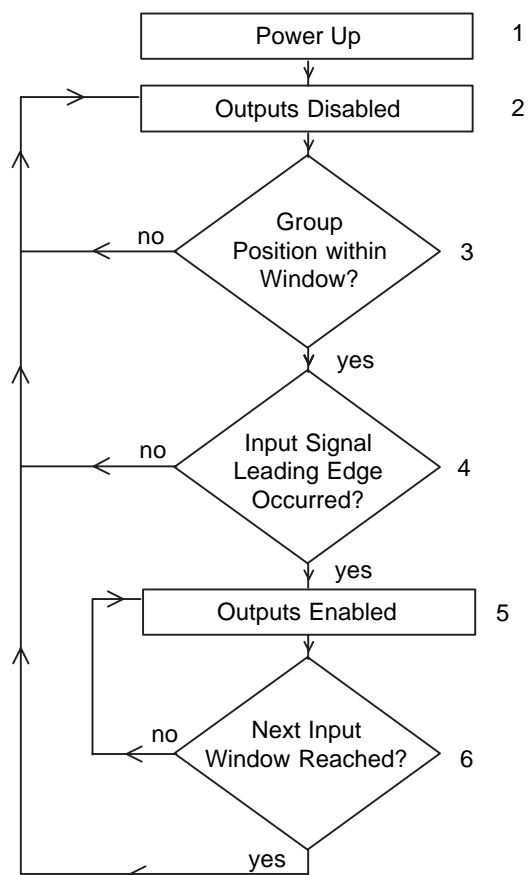 Power Up
1
Outputs Disabled
2
Group
Position within
Window?
3
no
yes
Input Signal
Leading Edge
Occurred?
4
no
yes
Outputs Enabled
5
Next Input
Window Reached?
6
no
yes